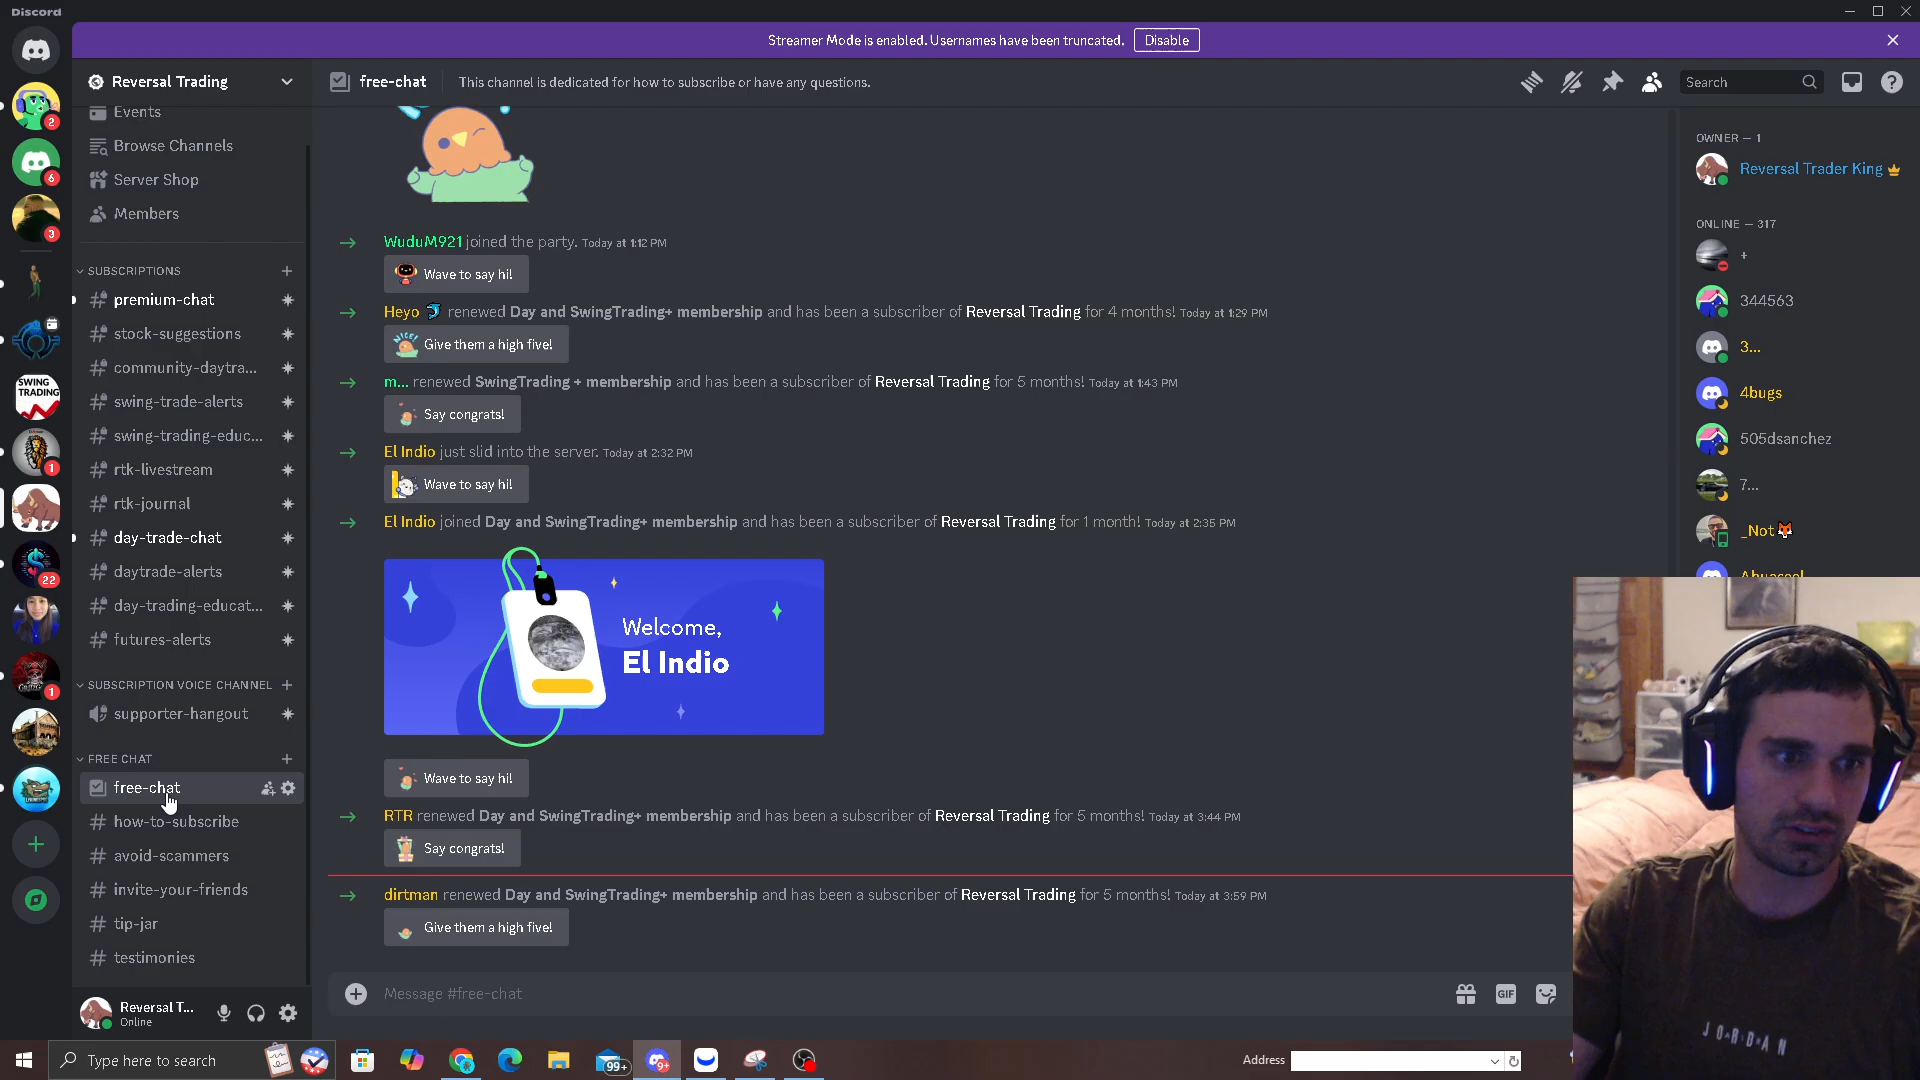 Discord
Streamer Mode is enabled. Usernames have been truncated.
Disable
Reversal Trading
free-chat
This channel is dedicated for how to subscribe or have any questions.
Search
Events
Browse Channels
Server Shop
Members
SUBSCRIPTIONS
premium-chat
stock-suggestions
community-daytra...
swing-trade-alerts
swing-trading-educ...
rtk-livestream
rtk-journal
day-trade-chat
daytrade-alerts
day-trading-educat...
futures-alerts
SUBSCRIPTION VOICE CHANNEL
supporter-hangout
FREE CHAT
free-chat
how-to-subscribe
avoid-scammers
invite-your-friends
tip-jar
testimonies
Reversal T...
Online
2
6
3
SWING
TRADING
1
22
1
WuduM921 joined the party. Today at 1:12 PM
Wave to say hi!
Heyo renewed Day and SwingTrading+ membership and has been a subscriber of Reversal Trading for 4 months! Today at 1:29 PM
NICE!
Give them a high five!
m... renewed SwingTrading + membership and has been a subscriber of Reversal Trading for 5 months! Today at 1:43 PM
Say congrats!
El Indio just slid into the server. Today at 2:32 PM
Wave to say hi!
El Indio joined Day and SwingTrading+ membership and has been a subscriber of Reversal Trading for 1 month! Today at 2:35 PM
Welcome,
El Indio
Wave to say hi!
RTR renewed Day and SwingTrading+ membership and has been a subscriber of Reversal Trading for 5 months! Today at 3:44 PM
Say congrats!
dirtman renewed Day and SwingTrading+ membership and has been a subscriber of Reversal Trading for 5 months! Today at 3:59 PM
Give them a high five!
Message #free-chat
GIF
OWNER — 1
Reversal Trader King
ONLINE — 317
+
344563
3...
4bugs
505dsanchez
7...
_Not
JORDAN
Type here to search
99+
9+
Address